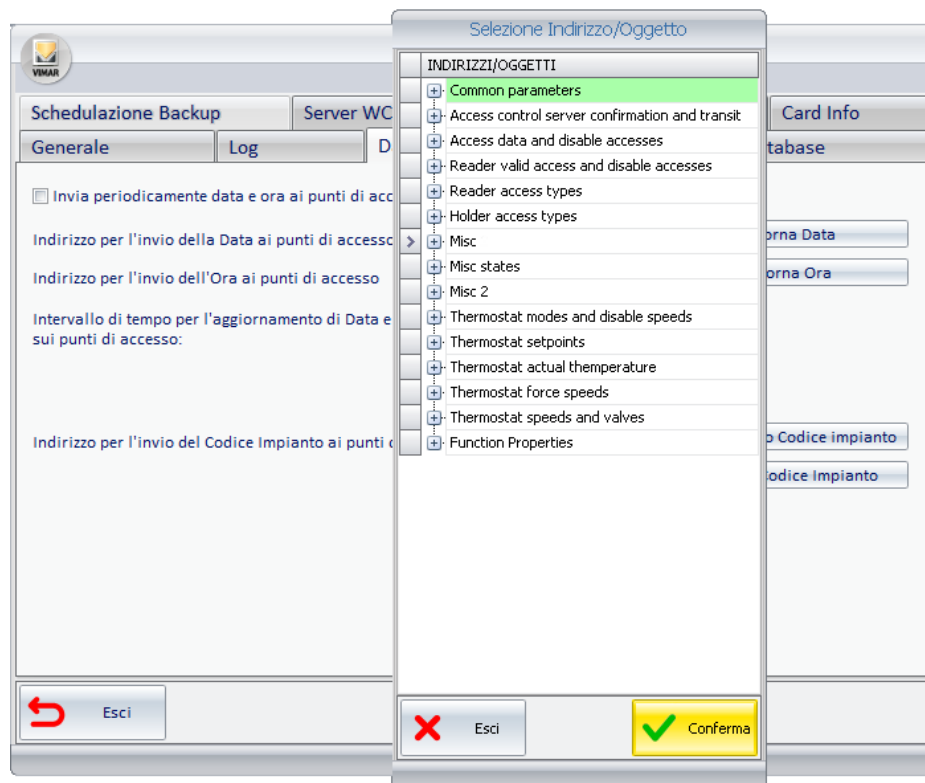 Selezione Indirizzo/Oggetto
VIMAR
INDIRIZZI/OGGETTI
Common parameters
Access control server confirmation and transit
Access data and disable accesses
Reader valid access and disable accesses
Reader access types
Holder access types
Misc
Misc states
Misc 2
Thermostat modes and disable speeds
Thermostat setpoints
Thermostat actual themperature
Thermostat force speeds
Thermostat speeds and valves
Function Properties
Esci
Conferma
Schedulazione Backup
Server WC
Card Info
Generale
Log
D
tabase
Invia periodicamente data e ora ai punti di acc
Indirizzo per l'invio della Data ai punti di accesso
orna Data
Indirizzo per l'invio dell'Ora ai punti di accesso
orna Ora
Intervallo di tempo per l'aggiornamento di Data e
sui punti di accesso:
Indirizzo per l'invio del Codice Impianto ai punti
o Codice impianto
odice Impianto
Esci